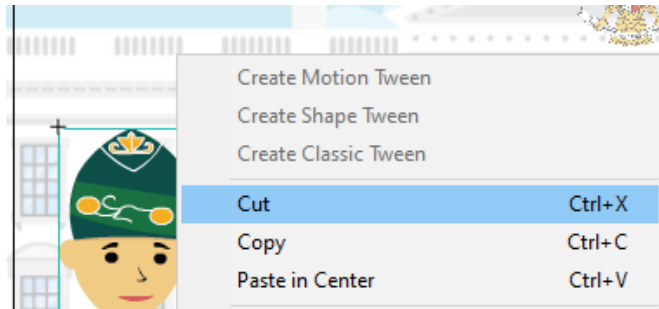 Create Motion Tween
Create Shape Tween
Create Classic Tween
Cut Ctrl+X
Copy Ctrl+C
Paste in Center Ctrl+V